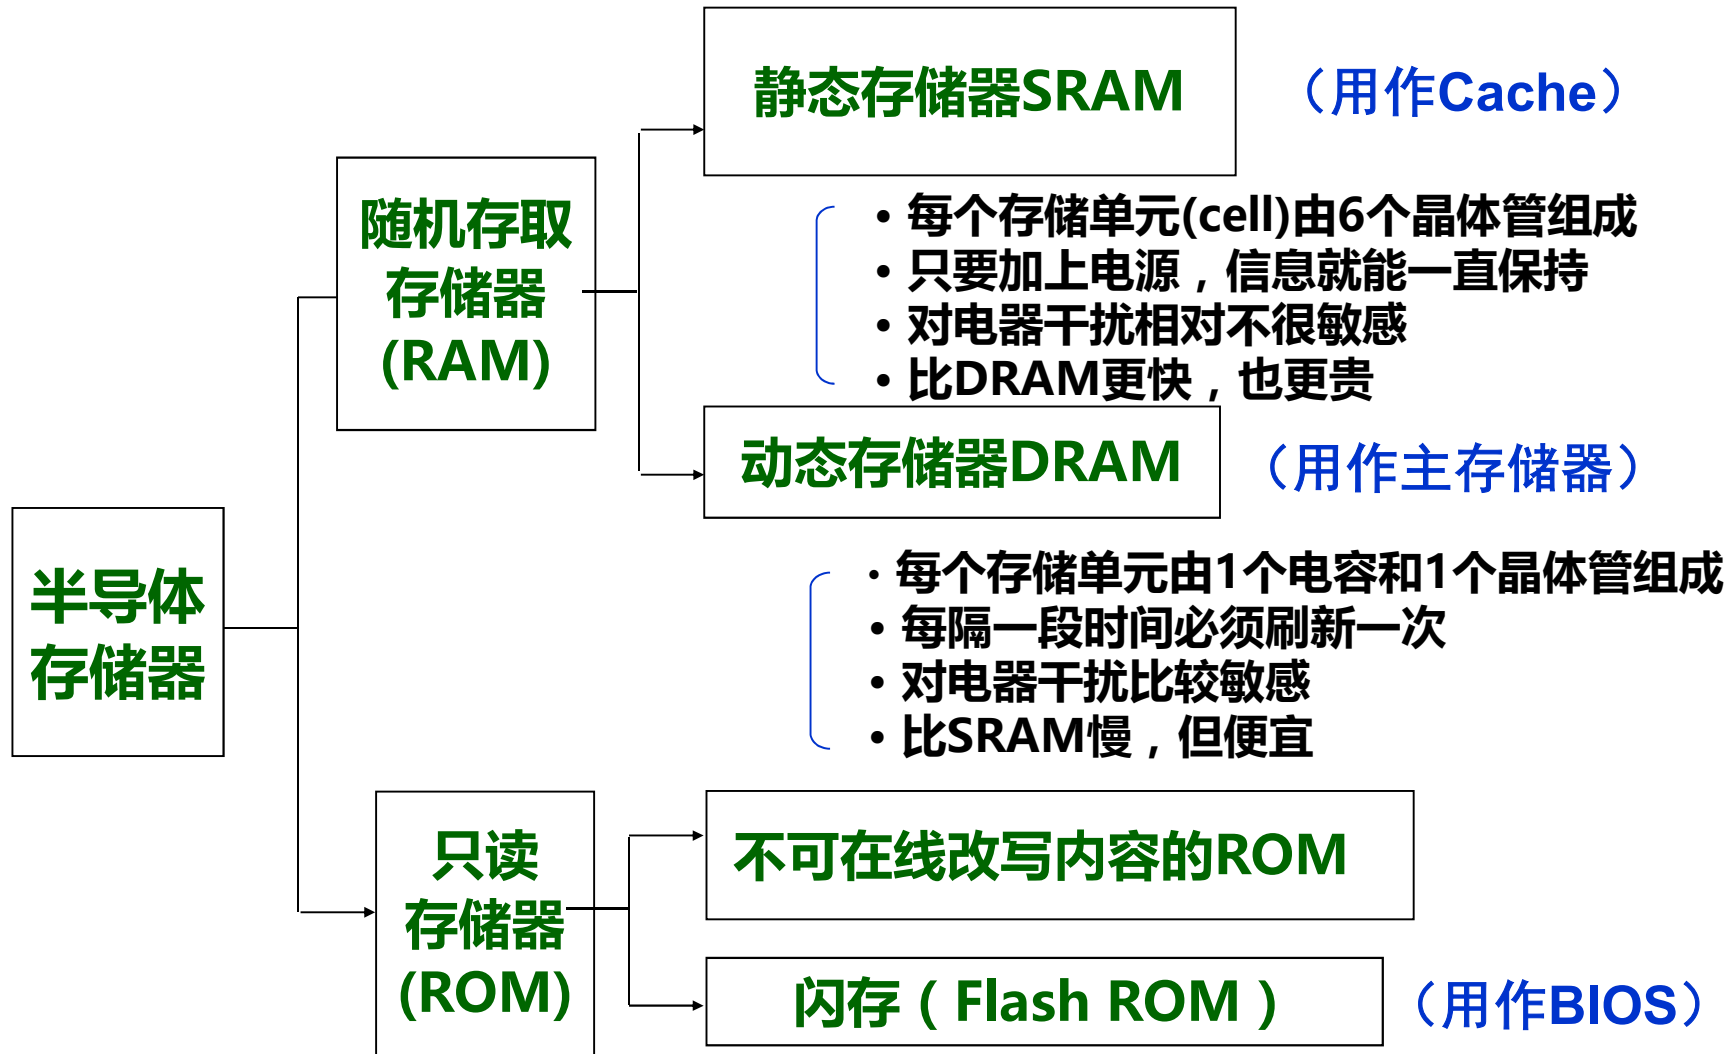 静态存储器SRAM
（用作Cache）
随机存取
存储器
(RAM)
• 每个存储单元(cell)由6个晶体管组成
• 只要加上电源，信息就能一直保持
• 对电器干扰相对不很敏感
• 比DRAM更快，也更贵
动态存储器DRAM
（用作主存储器）
半导体
存储器
• 每个存储单元由1个电容和1个晶体管组成
• 每隔一段时间必须刷新一次
• 对电器干扰比较敏感
• 比SRAM慢，但便宜
只读
存储器
(ROM)
不可在线改写内容的ROM
闪存（Flash ROM）
（用作BIOS）